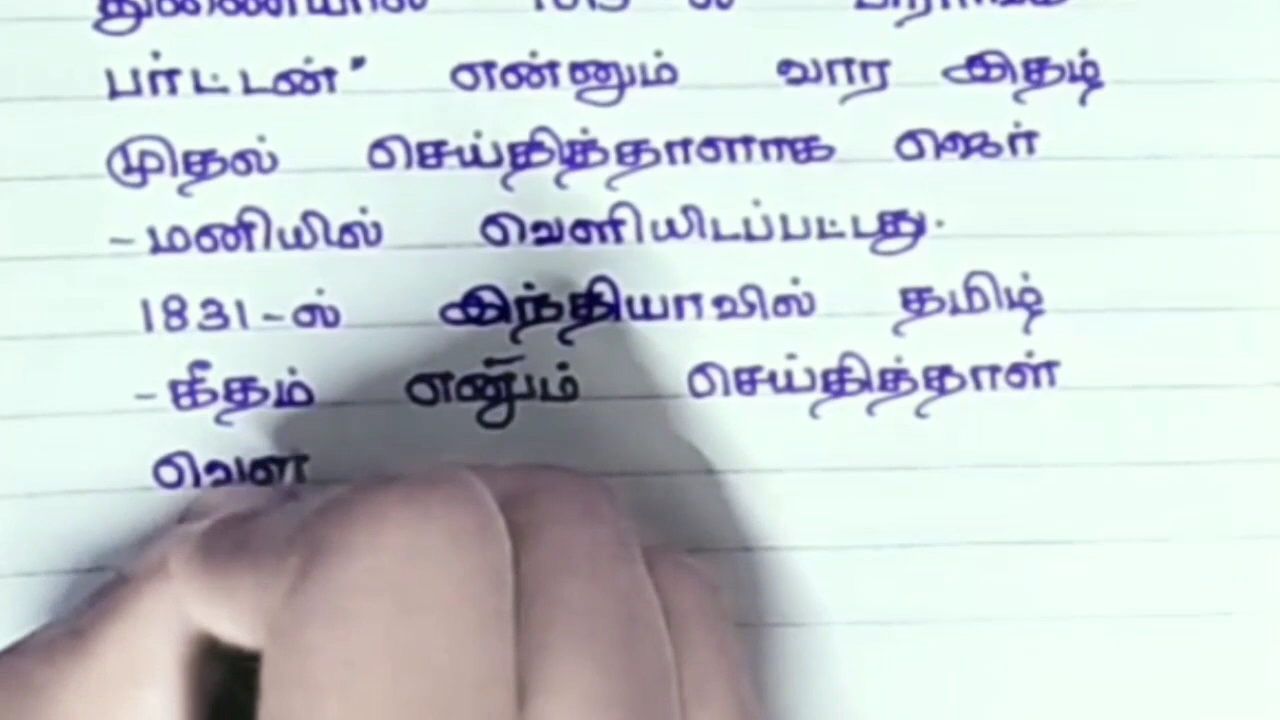 பர்ட்டன்" என்னும் வார இதழ்
முதல் செய்தித்தாளாக ஜெர்
-மனியில் வெளியிடப்பட்டது.
1831-ல் இந்தியாவில் தமிழ்
-கீதம் எனும் செய்தித்தாள்
வெள